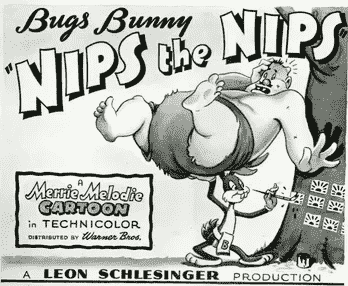 Bugs Bunny
"NIPS the NIPS"
A
Merrie Melodie
CARTOON
in TECHNICOLOR
DISTRIBUTED BY Warner Bros.
B
A LEON SCHLESINGER PRODUCTION